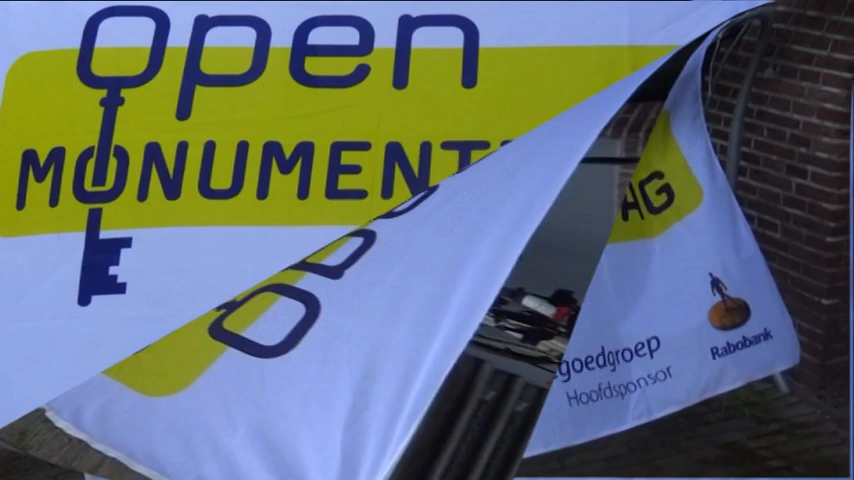 Open
MONUMENT
AG
goedgroep
Hoofdsponsor
Rabobank